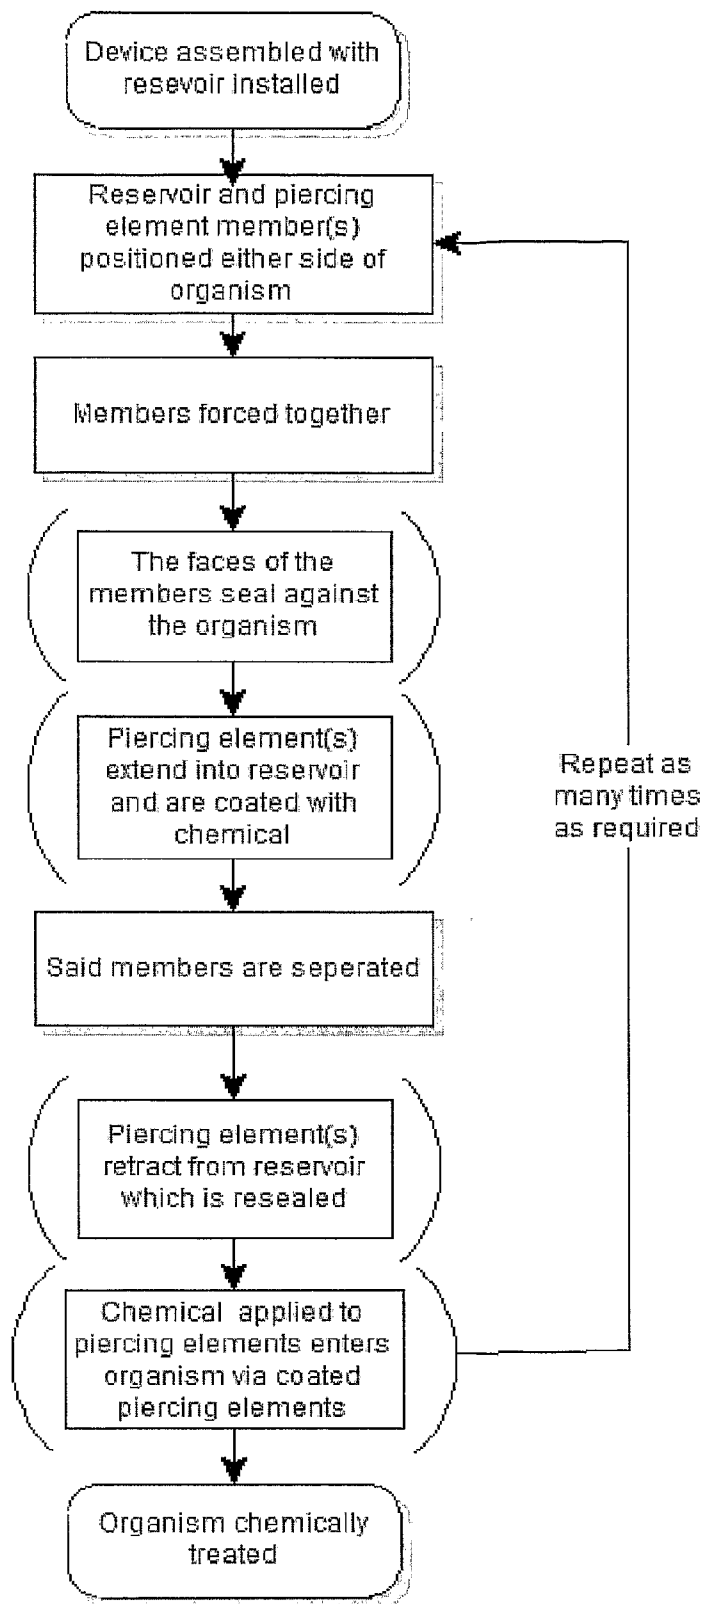 Device assembled with
resevoir installed
Reservoir and piercing
element member(s)
positioned either side of
organism
Members forced together
The faces of the
members seal against
the organism
Piercing element(s)
extend into reservoir
and are coated with
chemical
Repeat as
many times
as required
Said members are seperated
Piercing element(s)
retract from reservoir
which is resealed
Chemical applied to
piercing elements enters
organism via coated
piercing elements
Organism chemically
treated